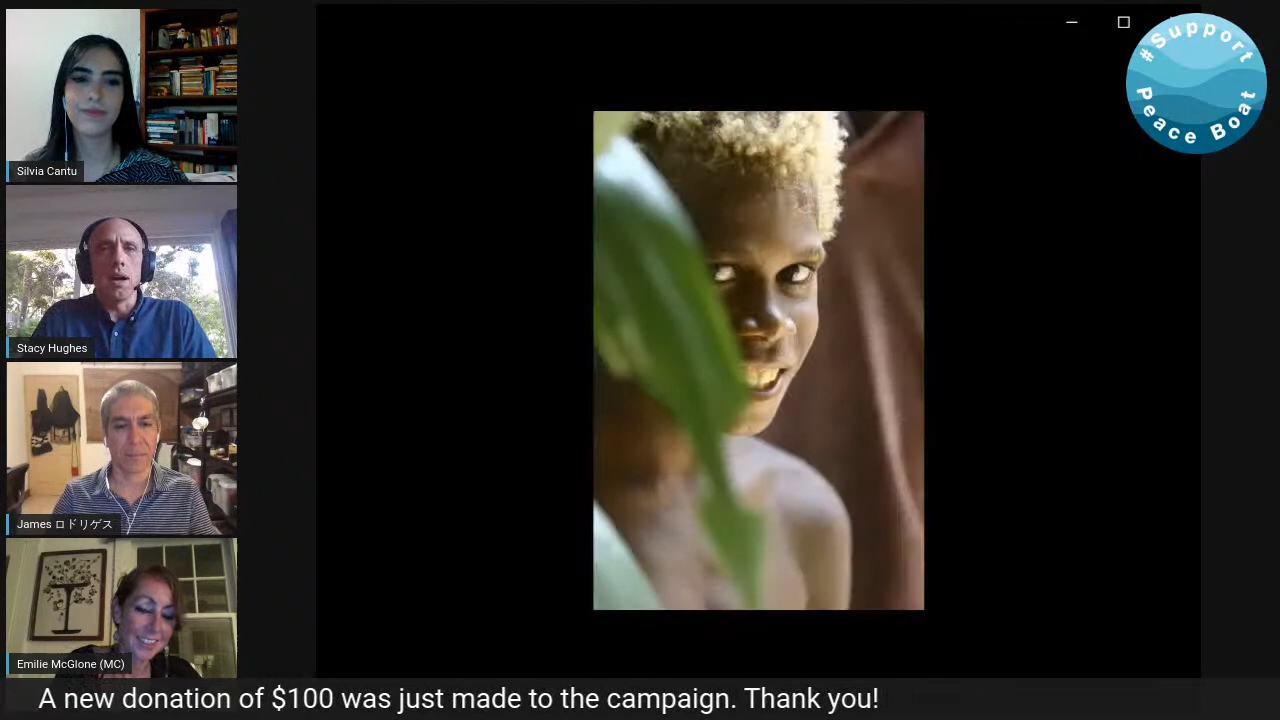 Silvia Cantu
Stacy Hughes
James ロドリゲス
Emilie McGlone (MC)
#Support
Peace Boat
A new donation of $100 was just made to the campaign. Thank you!